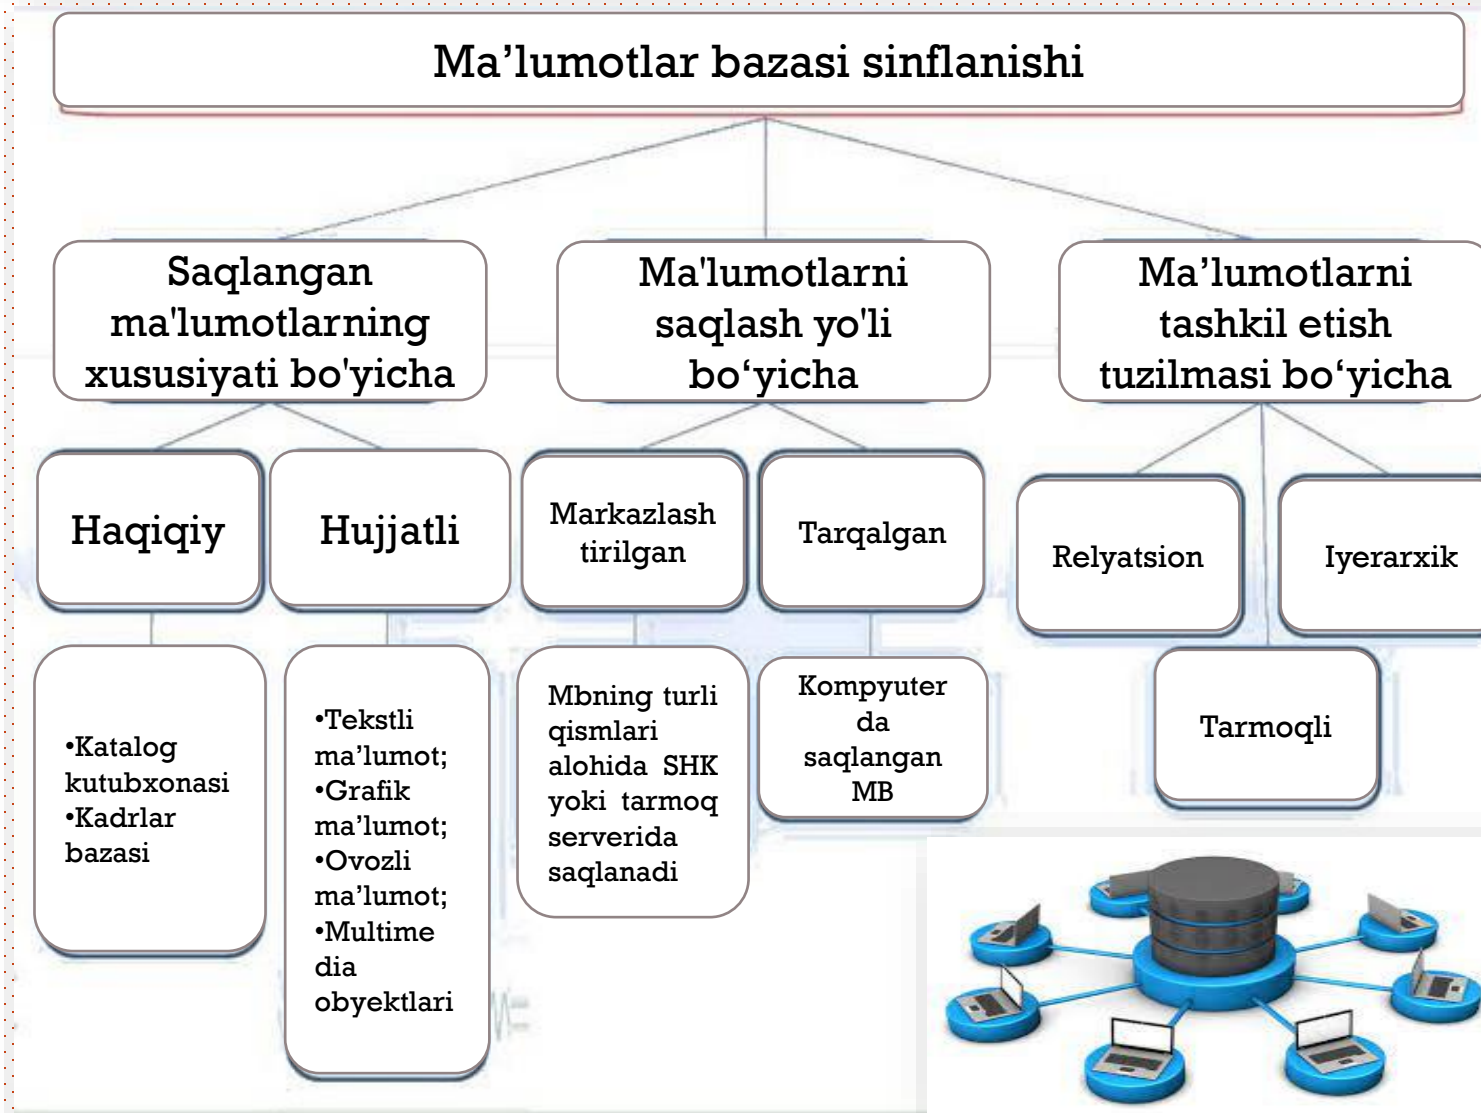 Ma’lumotlar bazasi sinflanishi
Saqlangan
ma'lumotlarning
xususiyati bo'yicha
Ma'lumotlarni
saqlash yo'li
bo‘yicha
Ma’lumotlarni
tashkil etish
tuzilmasi bo‘yicha
Haqiqiy
Hujjatli
Markazlash
tirilgan
Tarqalgan
Relyatsion
Iyerarxik
Tarmoqli
•Katalog
kutubxonasi
•Kadrlar
bazasi
•Tekstli
ma’lumot;
•Grafik
ma’lumot;
•Ovozli
ma’lumot;
•Multime
dia
obyektlari
Mbning turli
qismlari
alohida SHK
yoki tarmoq
serverida
saqlanadi
Kompyuter
da
saqlangan
MB